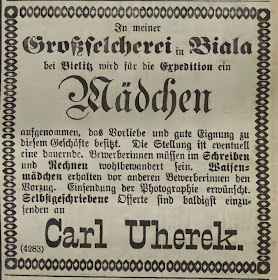 In meiner
Großselcherei in Biala
bei Bielitz wird für die Expedition ein
Mädchen
aufgenommen, das Vorliebe und gute Eignung zu
diesem Geschäfte besitzt. Die Stellung ist eventuell
eine dauernde. Bewerberinnen müssen im Schreiben
und Rechnen wohlbewandert sein. Waisen-
mädchen erhalten vor anderen Bewerberinnen den
Vorzug. Einsendung der Photographie erwünscht.
Selbstgeschriebene Offerte sind baldigst einzu-
senden an
Carl Uherek.
(4283)